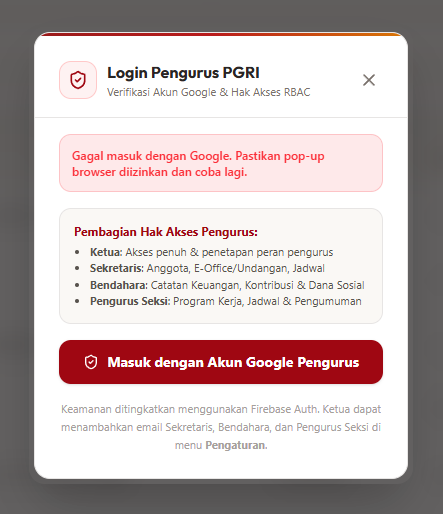 Login Pengurus PGRI
Verifikasi Akun Google & Hak Akses RBAC
Gagal masuk dengan Google. Pastikan pop-up
browser diizinkan dan coba lagi.
Pembagian Hak Akses Pengurus:
• Ketua: Akses penuh & penetapan peran pengurus
• Sekretaris: Anggota, E-Office/Undangan, Jadwal
• Bendahara: Catatan Keuangan, Kontribusi & Dana Sosial
• Pengurus Seksi: Program Kerja, Jadwal & Pengumuman
Masuk dengan Akun Google Pengurus
Keamanan ditingkatkan menggunakan Firebase Auth. Ketua dapat
menambahkan email Sekretaris, Bendahara, dan Pengurus Seksi di
menu Pengaturan.